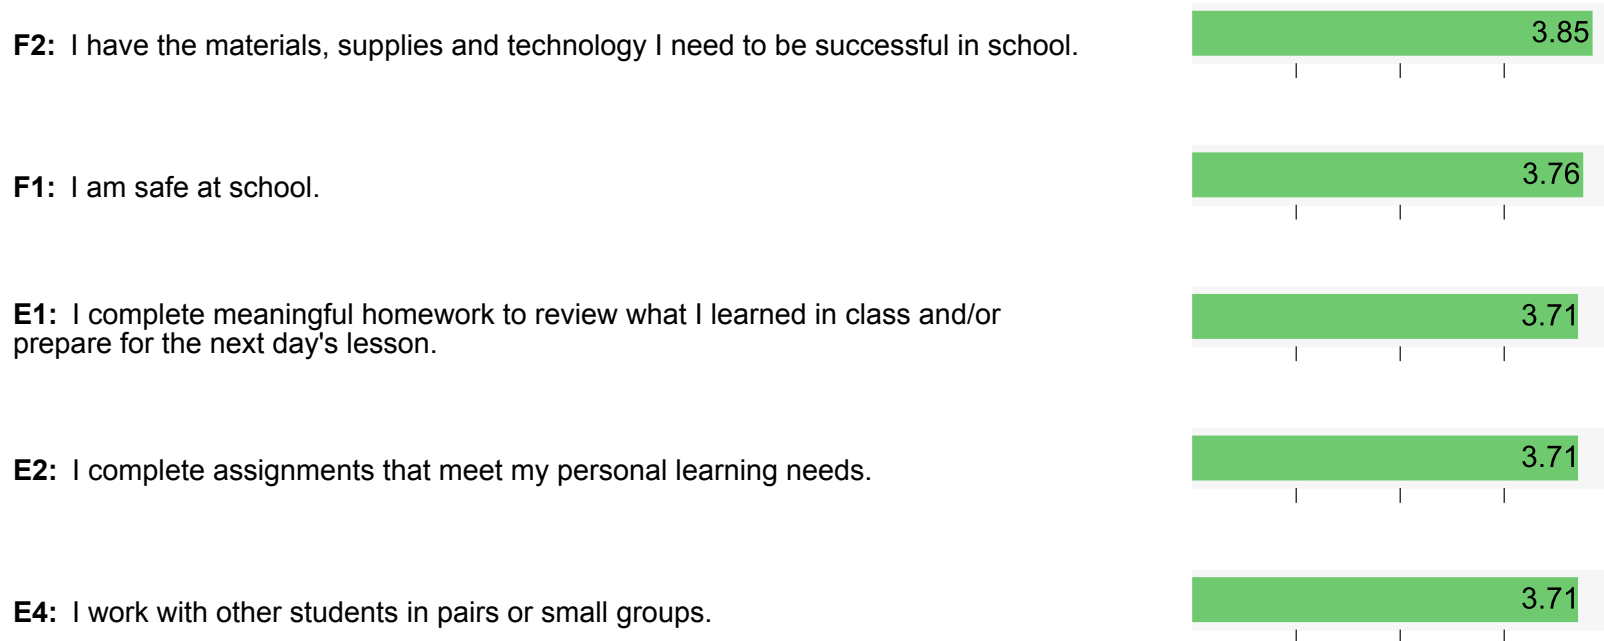 F2: I have the materials, supplies and technology I need to be successful in school.
3.85
F1: I am safe at school.
3.76
E1: I complete meaningful homework to review what I learned in class and/or
prepare for the next day's lesson.
3.71
E2: I complete assignments that meet my personal learning needs.
3.71
E4: I work with other students in pairs or small groups.
3.71